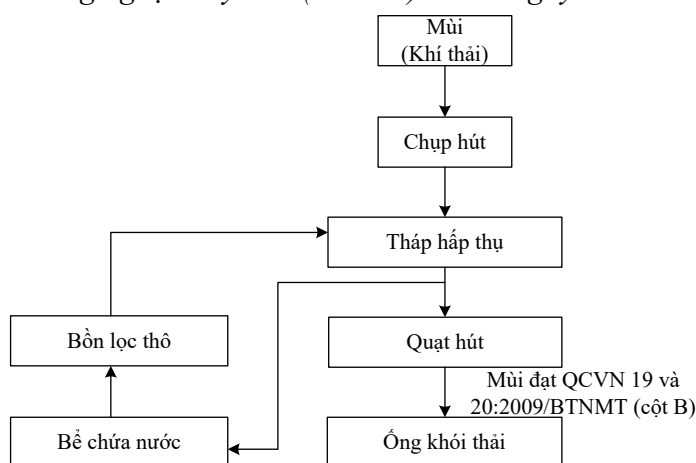 Mùi
(Khí thải)
Chụp hút
Tháp hấp thụ
Bồn lọc thô
Quạt hút
Mùi đạt QCVN 19 và
20:2009/BTNMT (cột B)
Bể chứa nước
Ống khói thải